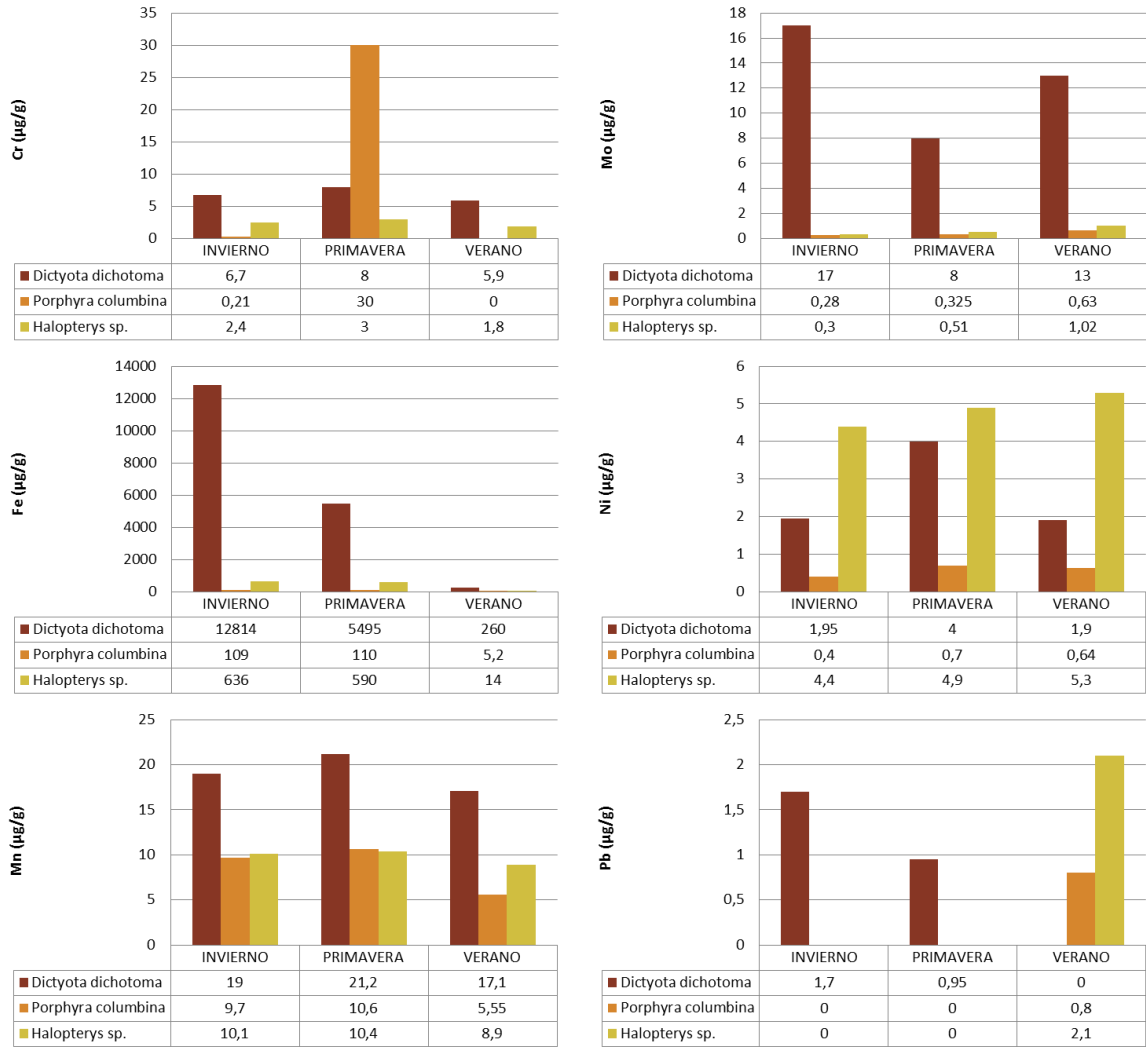 Cr (µg/g)
35
30
25
20
15
10
5
0
INVIERNO PRIMAVERA VERANO
Dictyota dichotoma 6,7 8 5,9
Porphyra columbina 0,21 30 0
Halopterys sp. 2,4 3 1,8
Mo (µg/g)
18
16
14
12
10
8
6
4
2
0
INVIERNO PRIMAVERA VERANO
Dictyota dichotoma 17 8 13
Porphyra columbina 0,28 0,325 0,63
Halopterys sp. 0,3 0,51 1,02
Fe (µg/g)
14000
12000
10000
8000
6000
4000
2000
0
INVIERNO PRIMAVERA VERANO
Dictyota dichotoma 12814 5495 260
Porphyra columbina 109 110 5,2
Halopterys sp. 636 590 14
Ni (µg/g)
6
5
4
3
2
1
0
INVIERNO PRIMAVERA VERANO
Dictyota dichotoma 1,95 4 1,9
Porphyra columbina 0,4 0,7 0,64
Halopterys sp. 4,4 4,9 5,3
Mn (µg/g)
25
20
15
10
5
0
INVIERNO PRIMAVERA VERANO
Dictyota dichotoma 19 21,2 17,1
Porphyra columbina 9,7 10,6 5,55
Halopterys sp. 10,1 10,4 8,9
Pb (µg/g)
2,5
2
1,5
1
0,5
0
INVIERNO PRIMAVERA VERANO
Dictyota dichotoma 1,7 0,95 0
Porphyra columbina 0 0 0,8
Halopterys sp. 0 0 2,1